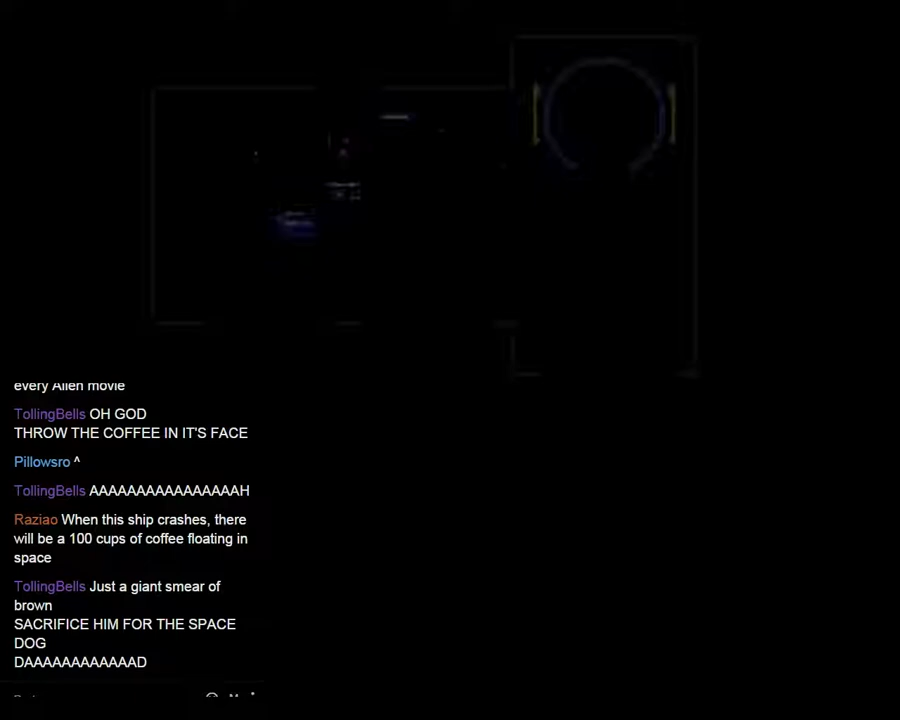 every Alien movie
TollingBells OH GOD
THROW THE COFFEE IN IT'S FACE
Pillowsro ^
TollingBells AAAAAAAAAAAAAAAAH
Raziao When this ship crashes, there
will be a 100 cups of coffee floating in
space
TollingBells Just a giant smear of
brown
SACRIFICE HIM FOR THE SPACE
DOG
DAAAAAAAAAAAAD